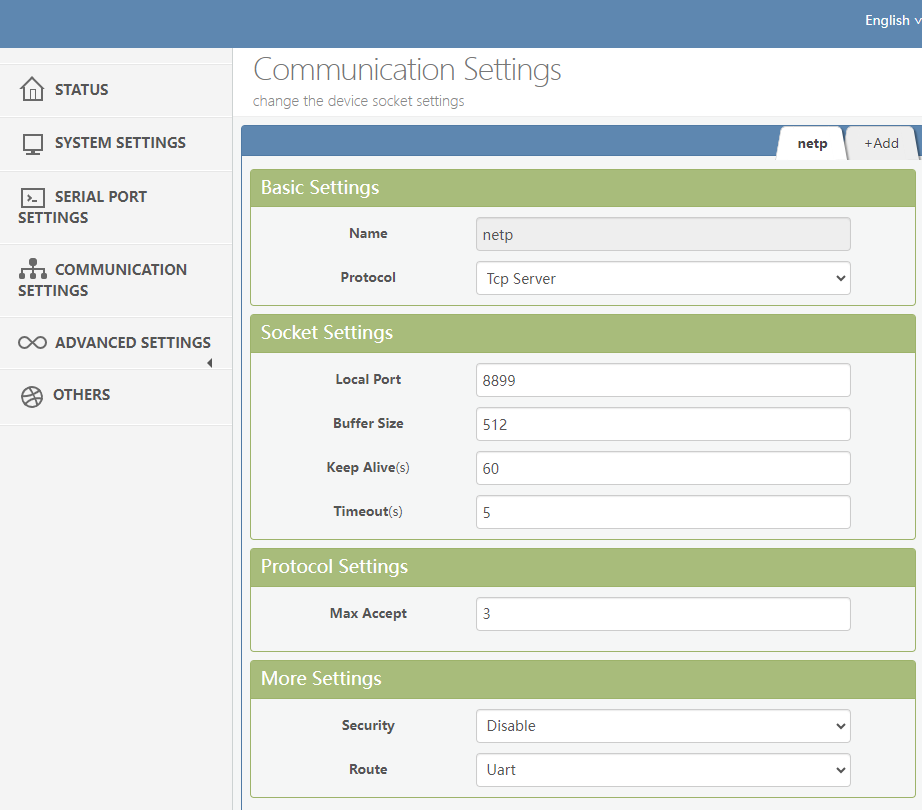 English
STATUS
SYSTEM SETTINGS
SERIAL PORT
SETTINGS
COMMUNICATION
SETTINGS
ADVANCED SETTINGS
OTHERS
Communication Settings
change the device socket settings
netp
+Add
Basic Settings
Name
netp
Protocol
Tcp Server
Socket Settings
Local Port
8899
Buffer Size
512
Keep Alive(s)
60
Timeout(s)
5
Protocol Settings
Max Accept
3
More Settings
Security
Disable
Route
Uart